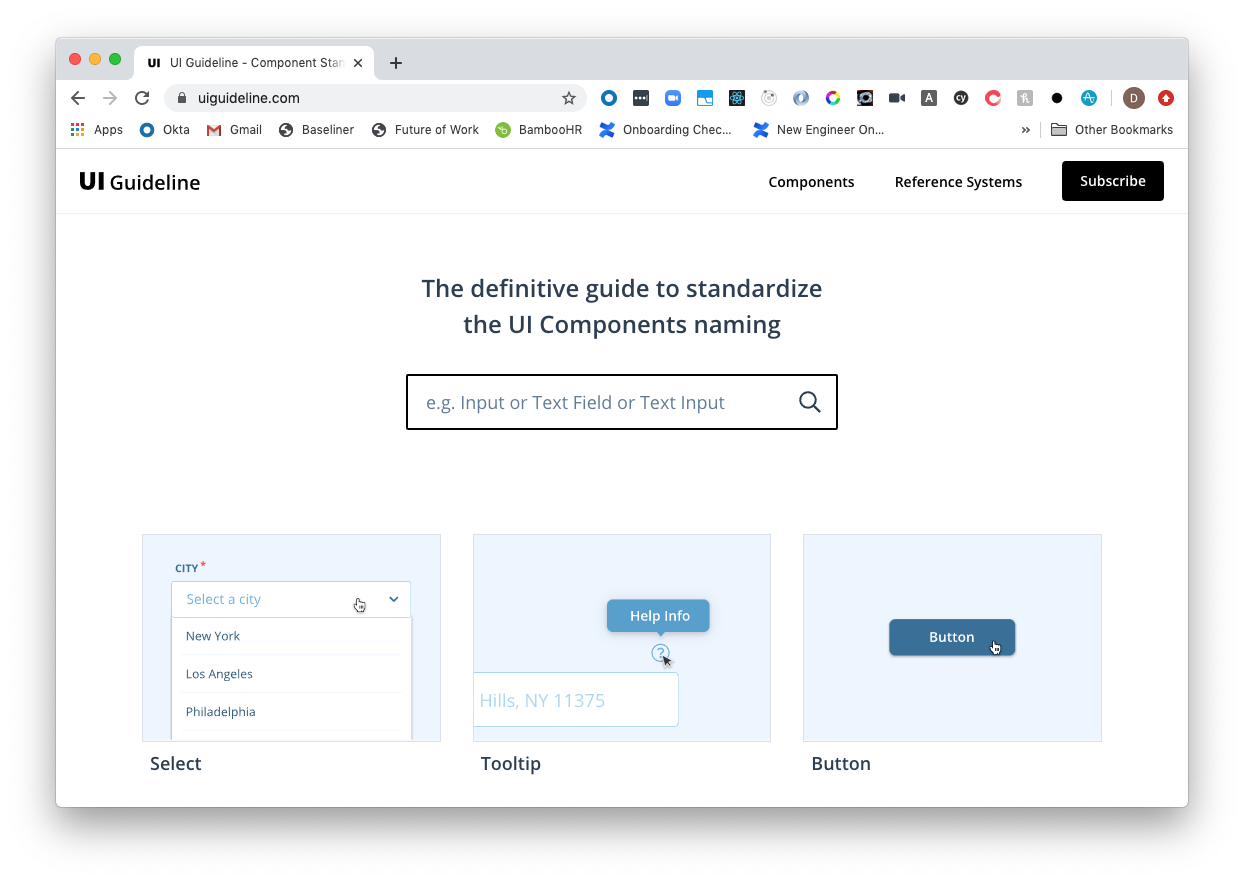 UI UI Guideline - Component Stan
uiguideline.com
D
Apps Okta Gmail Baseliner Future of Work BambooHR Onboarding Chec... New Engineer On... » Other Bookmarks
UI Guideline Components Reference Systems Subscribe
The definitive guide to standardize
the UI Components naming
e.g. Input or Text Field or Text Input
CITY*
Select a city
New York
Los Angeles
Philadelphia
Help Info
?
Hills, NY 11375
Button
Select
Tooltip
Button